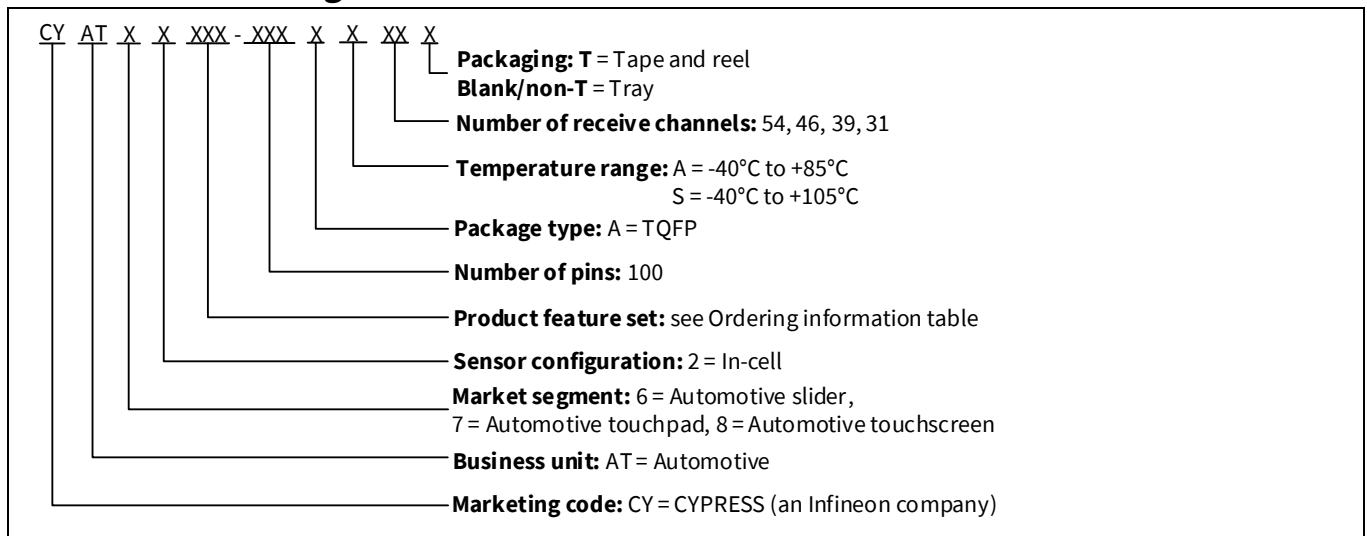 CY AT X X XXX - XXX X X XX X
Packaging: T = Tape and reel
Blank/non-T = Tray
Number of receive channels: 54, 46, 39, 31
Temperature range: A = -40°C to +85°C
S = -40°C to +105°C
Package type: A = TQFP
Number of pins: 100
Product feature set: see Ordering information table
Sensor configuration: 2 = In-cell
Market segment: 6 = Automotive slider,
7 = Automotive touchpad, 8 = Automotive touchscreen
Business unit: AT = Automotive
Marketing code: CY = CYPRESS (an Infineon company)